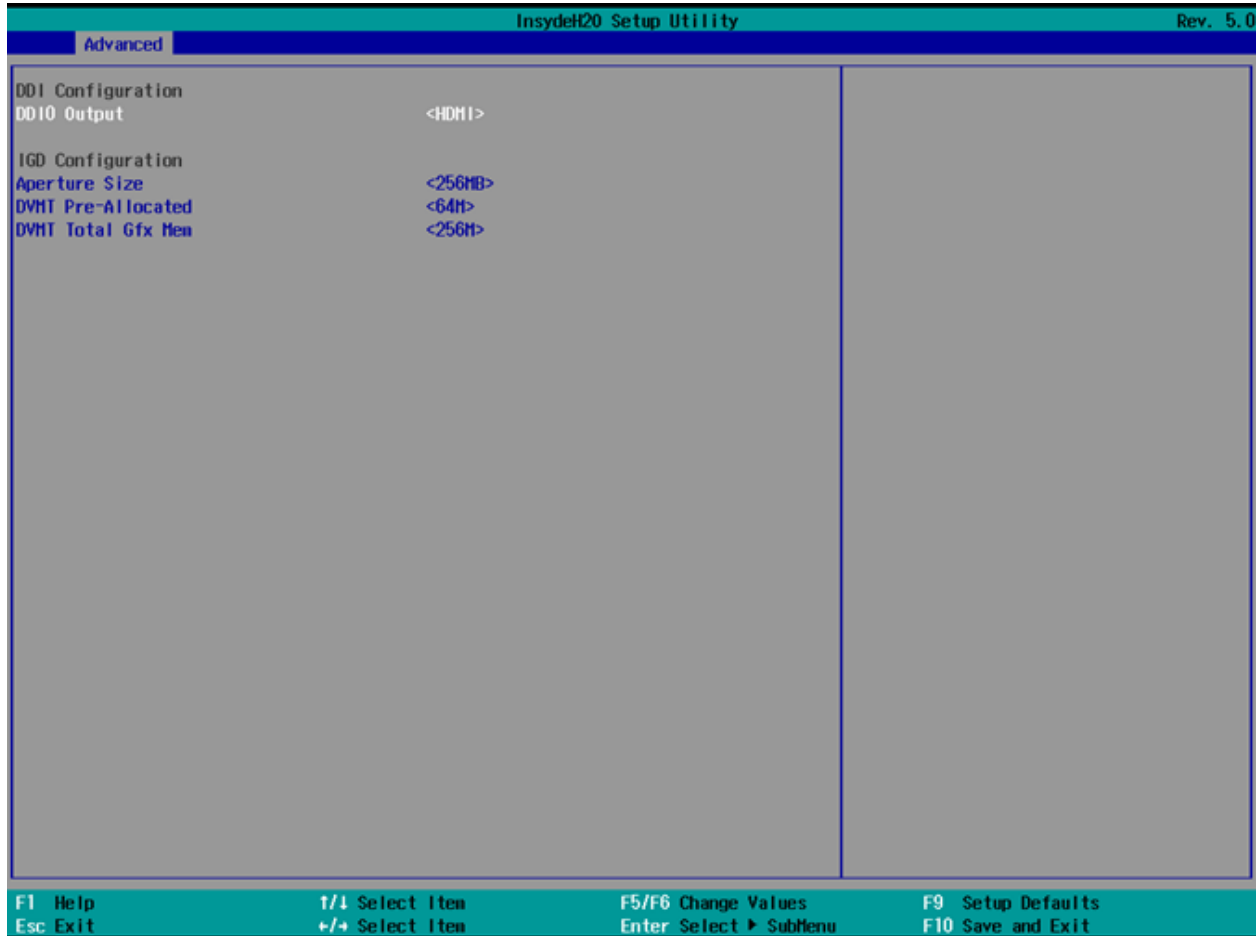 InsydeH20 Setup Utility Rev. 5.0
Advanced
DDI Configuration
DDI0 Output <HDMI>
IGD Configuration
Aperture Size <256MB>
DVMT Pre-Allocated <64M>
DVMT Total Gfx Mem <256M>
F1 Help ↑/↓ Select Item F5/F6 Change Values F9 Setup Defaults
Esc Exit ←/→ Select Item Enter Select ▶ SubMenu F10 Save and Exit